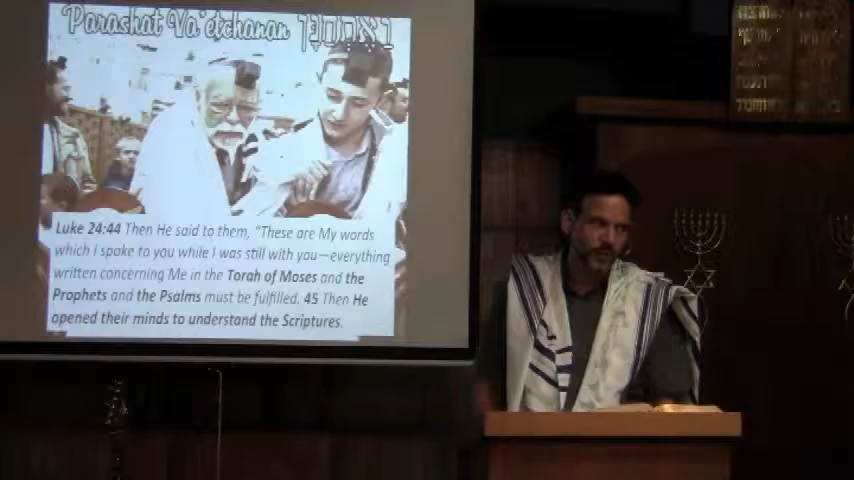 Parashat Va'etchanan וָאֶתְחַנַּן
Luke 24:44 Then He said to them, “These are My words
which I spoke to you while I was still with you—everything
written concerning Me in the Torah of Moses and the
Prophets and the Psalms must be fulfilled. 45 Then He
opened their minds to understand the Scriptures.